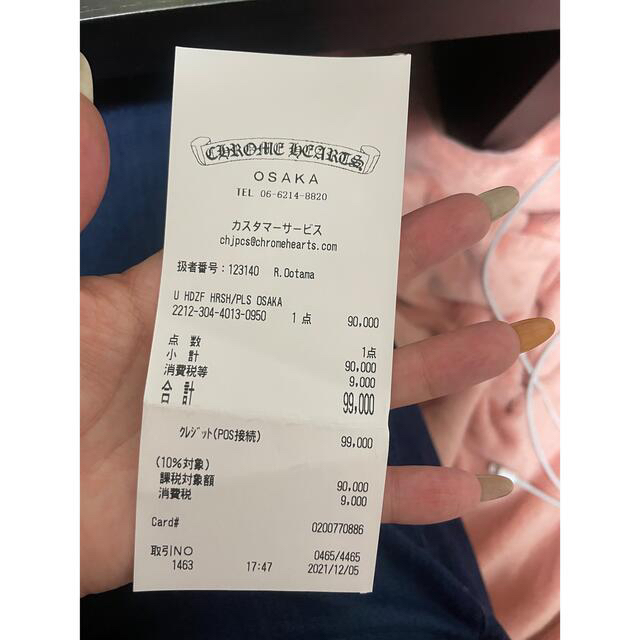 CHROME HEARTS
OSAKA
TEL 06-6214-8820
カスタマーサービス
chjpcs@chromehearts.com
扱者番号：123140 R.Ootama
U HDZF HRSH/PLS OSAKA
2212-304-4013-0950 1 点 90,000
点 数 1点
小 計 90,000
消費税等 9,000
合 計 99,000
ｸﾚｼﾞｯﾄ(POS接続) 99,000
(10%対象)
課税対象額 90,000
消費税 9,000
Card# 0200770886
取引NO 0465/4465
1463 17:47 2021/12/05